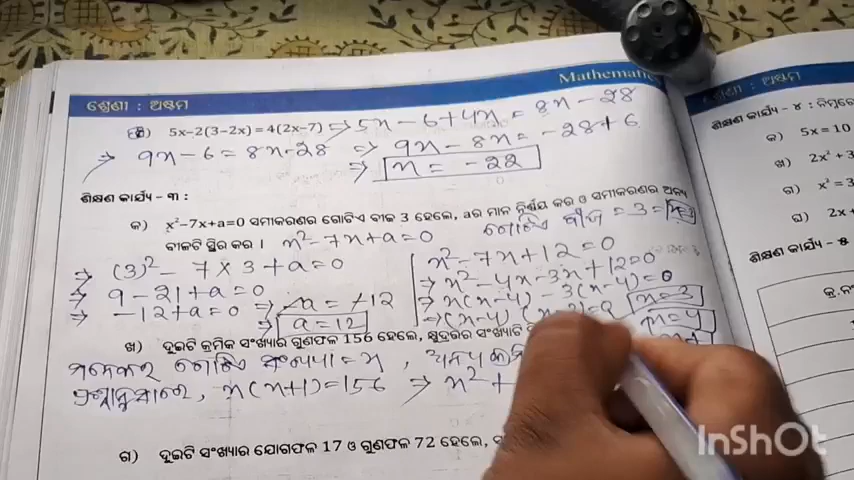 ଶ୍ରେଣୀ : ଅଷ୍ଟମ
Mathematic
5x-2(3-2x)=4(2x-7) ⇒ 5x - 6 + 4x = 8x - 28
⇒ 9x - 6 = 8x - 28 ⇒ 9x - 8x = -28 + 6
⇒ x = -22
ଶିକ୍ଷଣ କାର୍ଯ୍ୟ - ୩ :
କ) x²-7x+a=0 ସମୀକରଣର ଗୋଟିଏ ବୀଜ 3 ହେଲେ, aର ମାନ ନିର୍ଣ୍ଣୟ କର ଓ ସମୀକରଣର ଅନ୍ୟ
ବୀଜଟି ସ୍ଥିର କର । x² - 7x + a = 0
ଗୋଟିଏ ବୀଜ = 3
⇒ (3)² - 7 × 3 + a = 0
⇒ 9 - 21 + a = 0
⇒ -12 + a = 0
⇒ a = 12
x² - 7x + 12 = 0
⇒ x² - 4x - 3x + 12 = 0
⇒ x(x-4) - 3(x-4) = 0
⇒ (x-4)
x = 3
x = 4
ଖ) ଦୁଇଟି କ୍ରମିକ ସଂଖ୍ୟାର ଗୁଣଫଳ 156 ହେଲେ, କ୍ଷୁଦ୍ରତର ସଂଖ୍ୟାଟି
ଗୋଟିଏ ସଂଖ୍ୟା = x ,
ପ୍ରଶ୍ନାନୁସାରେ, x(x+1) = 156 ⇒ x² +
ଗ) ଦୁଇଟି ସଂଖ୍ୟାର ଯୋଗଫଳ 17 ଓ ଗୁଣଫଳ 72 ହେଲେ,
ଶ୍ରେଣୀ : ଅଷ୍ଟମ
ଶିକ୍ଷଣ କାର୍ଯ୍ୟ - ୪ :
କ) 5x = 10
ଖ) 2x² + 3
ଗ) x² = 3
ଘ) 2x +
ଶିକ୍ଷଣ କାର୍ଯ୍ୟ - ୫
InShOt